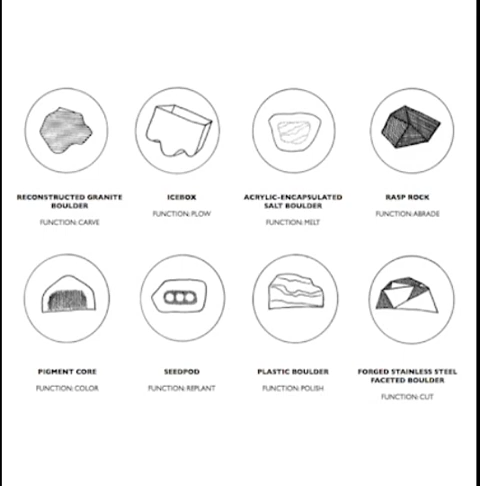 RECONSTRUCTED GRANITE
BOULDER
FUNCTION: CARVE
ICEBOX
FUNCTION: PLOW
ACRYLIC-ENCAPSULATED
SALT BOULDER
FUNCTION: MELT
RASP ROCK
FUNCTION: ABRADE
PIGMENT CORE
FUNCTION: COLOR
SEEDPOD
FUNCTION: REPLANT
PLASTIC BOULDER
FUNCTION: POLISH
FORGED STAINLESS STEEL
FACETED BOULDER
FUNCTION: CUT